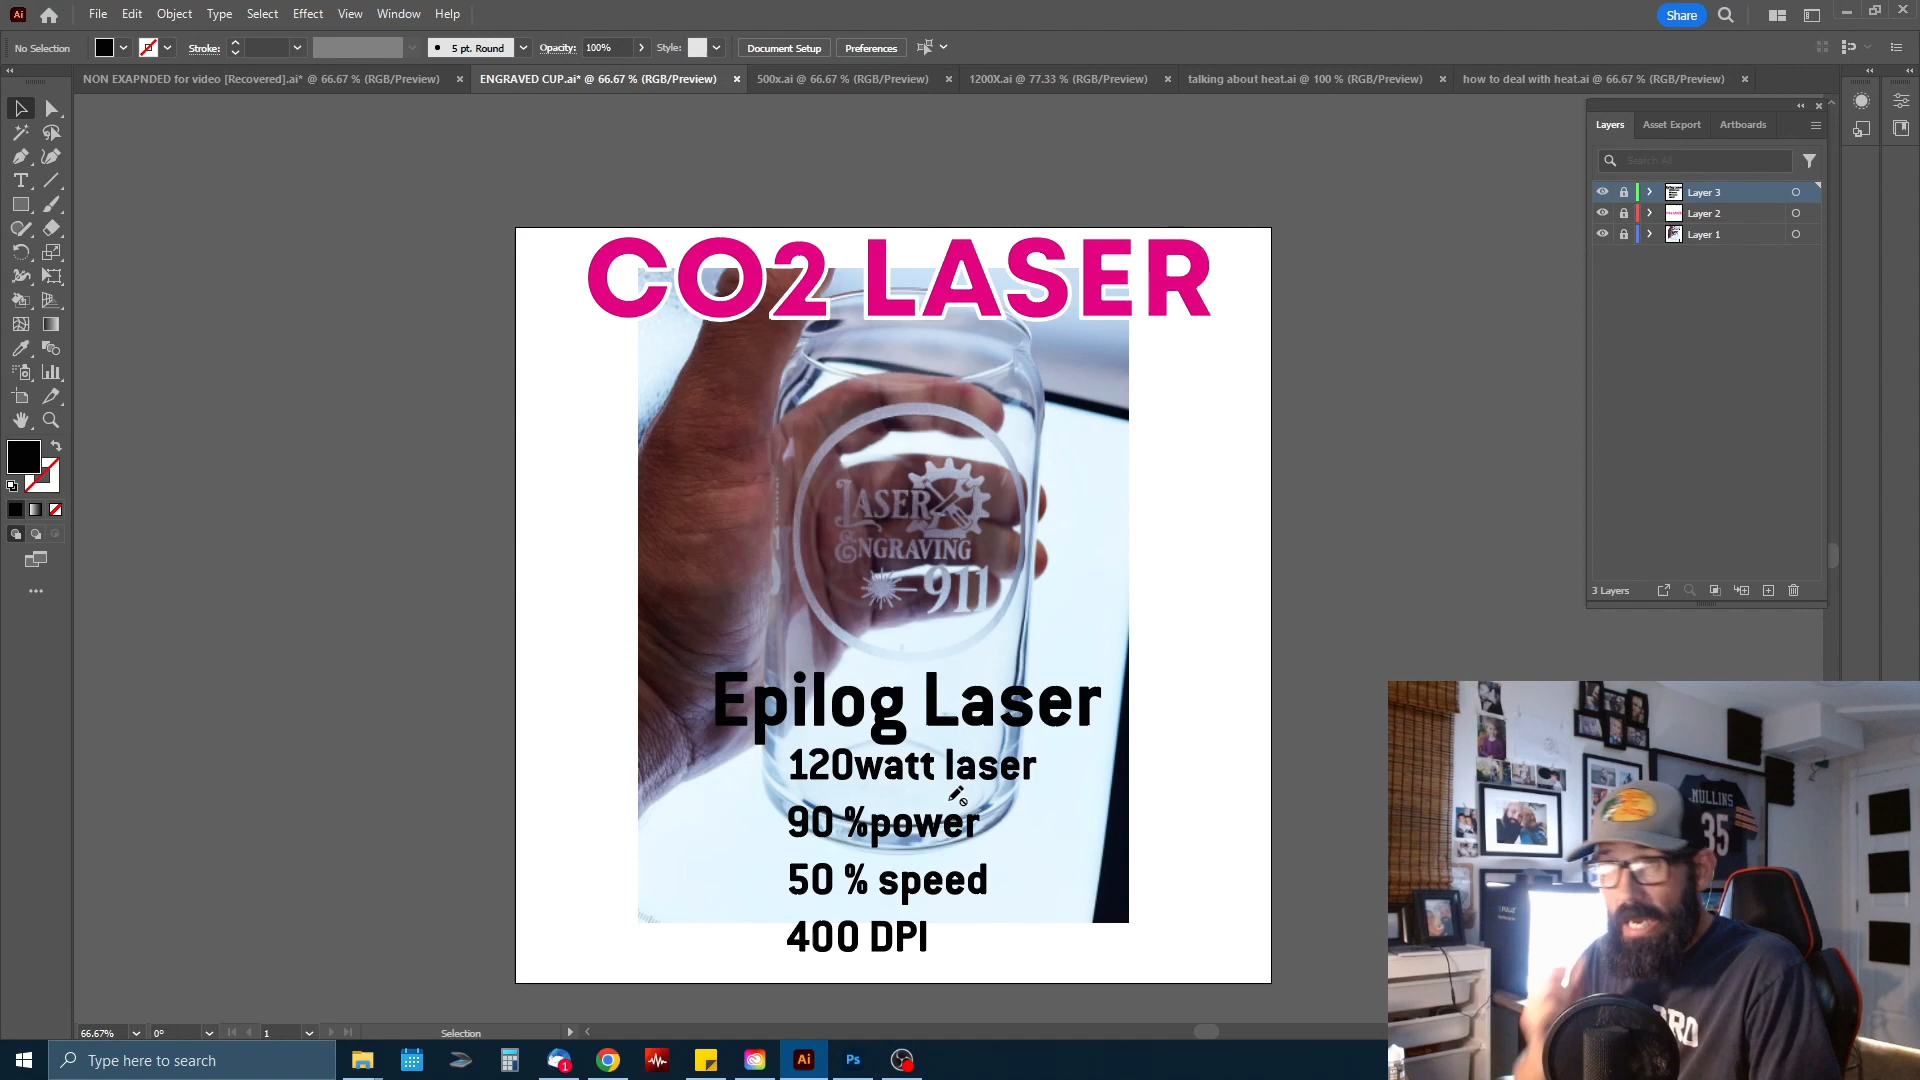 File Edit Object Type Select Effect View Window Help
Share
No Selection
Stroke:
5 pt. Round
Opacity: 100%
Style:
Document Setup
Preferences
NON EXAPNDED for video [Recovered].ai* @ 66.67 % (RGB/Preview)
ENGRAVED CUP.ai* @ 66.67 % (RGB/Preview)
500x.ai @ 66.67 % (RGB/Preview)
1200X.ai @ 77.33 % (RGB/Preview)
talking about heat.ai @ 100 % (RGB/Preview)
how to deal with heat.ai @ 66.67 % (RGB/Preview)
Layers Asset Export Artboards
Search All
Layer 3
Layer 2
Layer 1
3 Layers
CO2 LASER
LASER
ENGRAVING
911
Epilog Laser
120watt laser
90 %power
50 % speed
400 DPI
MULLINS
35
66.67%
0°
1
Selection
Type here to search
1
Ai
Ps